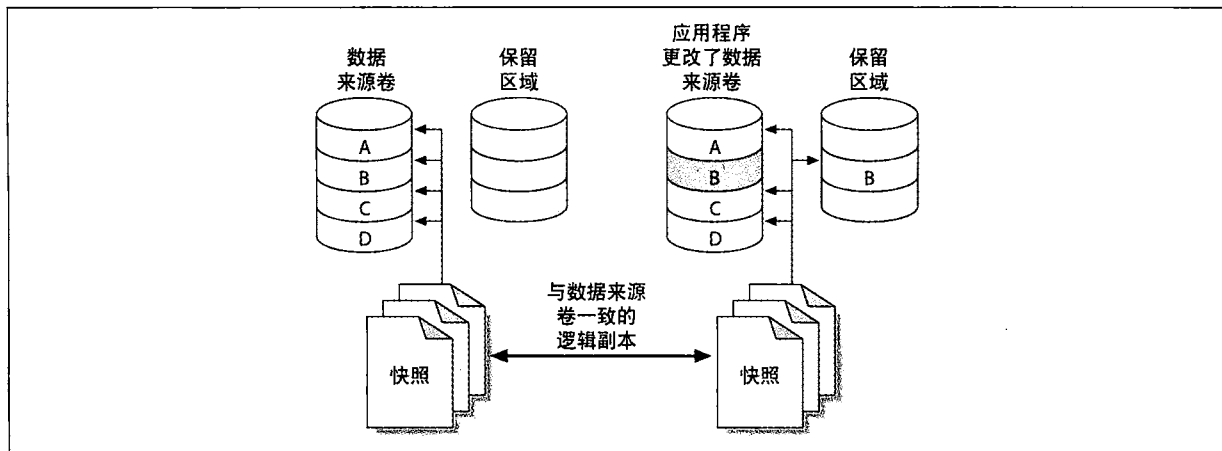 数据
来源卷
保留
区域
应用程序
更改了数据
来源卷
保留
区域
A
B
C
D
A
B
C
D
B
与数据来源
卷一致的
逻辑副本
快照
快照